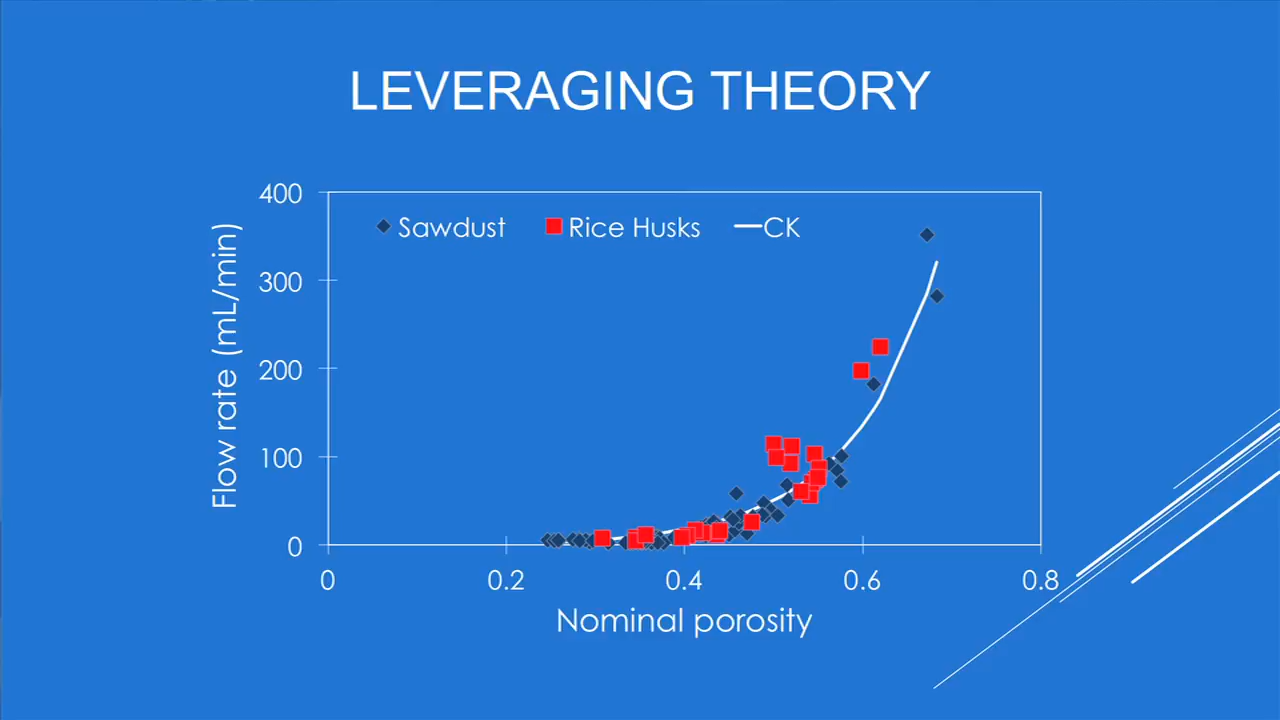 LEVERAGING THEORY
400
Sawdust
Rice Husks
CK
300
200
100
0
Flow rate (mL/min)
0
0.2
0.4
0.6
0.8
Nominal porosity